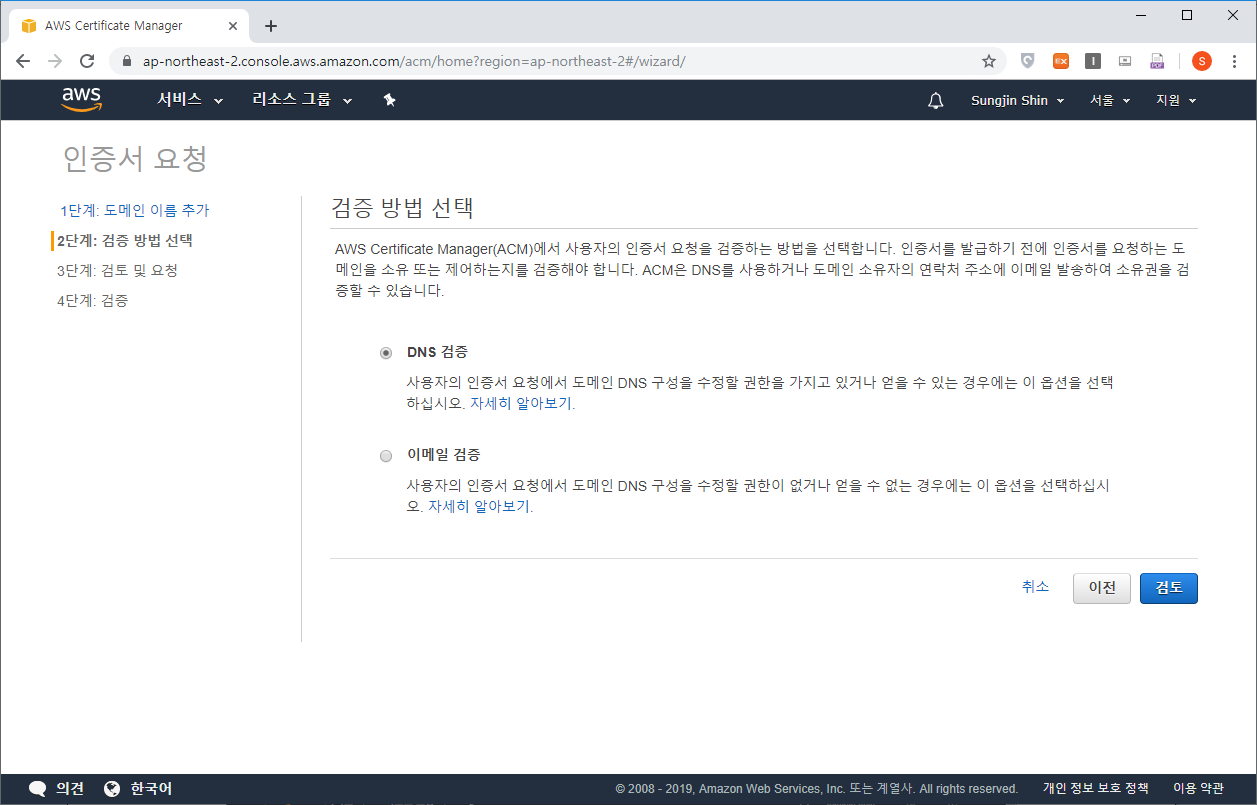 AWS Certificate Manager
ap-northeast-2.console.aws.amazon.com/acm/home?region=ap-northeast-2#/wizard/
EX
I
PDF
S
aws
서비스
리소스 그룹
Sungjin Shin
서울
지원
인증서 요청
1단계: 도메인 이름 추가
2단계: 검증 방법 선택
3단계: 검토 및 요청
4단계: 검증
검증 방법 선택
AWS Certificate Manager(ACM)에서 사용자의 인증서 요청을 검증하는 방법을 선택합니다. 인증서를 발급하기 전에 인증서를 요청하는 도
메인을 소유 또는 제어하는지를 검증해야 합니다. ACM은 DNS를 사용하거나 도메인 소유자의 연락처 주소에 이메일 발송하여 소유권을 검
증할 수 있습니다.
DNS 검증
사용자의 인증서 요청에서 도메인 DNS 구성을 수정할 권한을 가지고 있거나 얻을 수 있는 경우에는 이 옵션을 선택
하십시오. 자세히 알아보기.
이메일 검증
사용자의 인증서 요청에서 도메인 DNS 구성을 수정할 권한이 없거나 얻을 수 없는 경우에는 이 옵션을 선택하십시
오. 자세히 알아보기.
취소
이전
검토
의견
한국어
© 2008 - 2019, Amazon Web Services, Inc. 또는 계열사. All rights reserved.
개인 정보 보호 정책
이용 약관